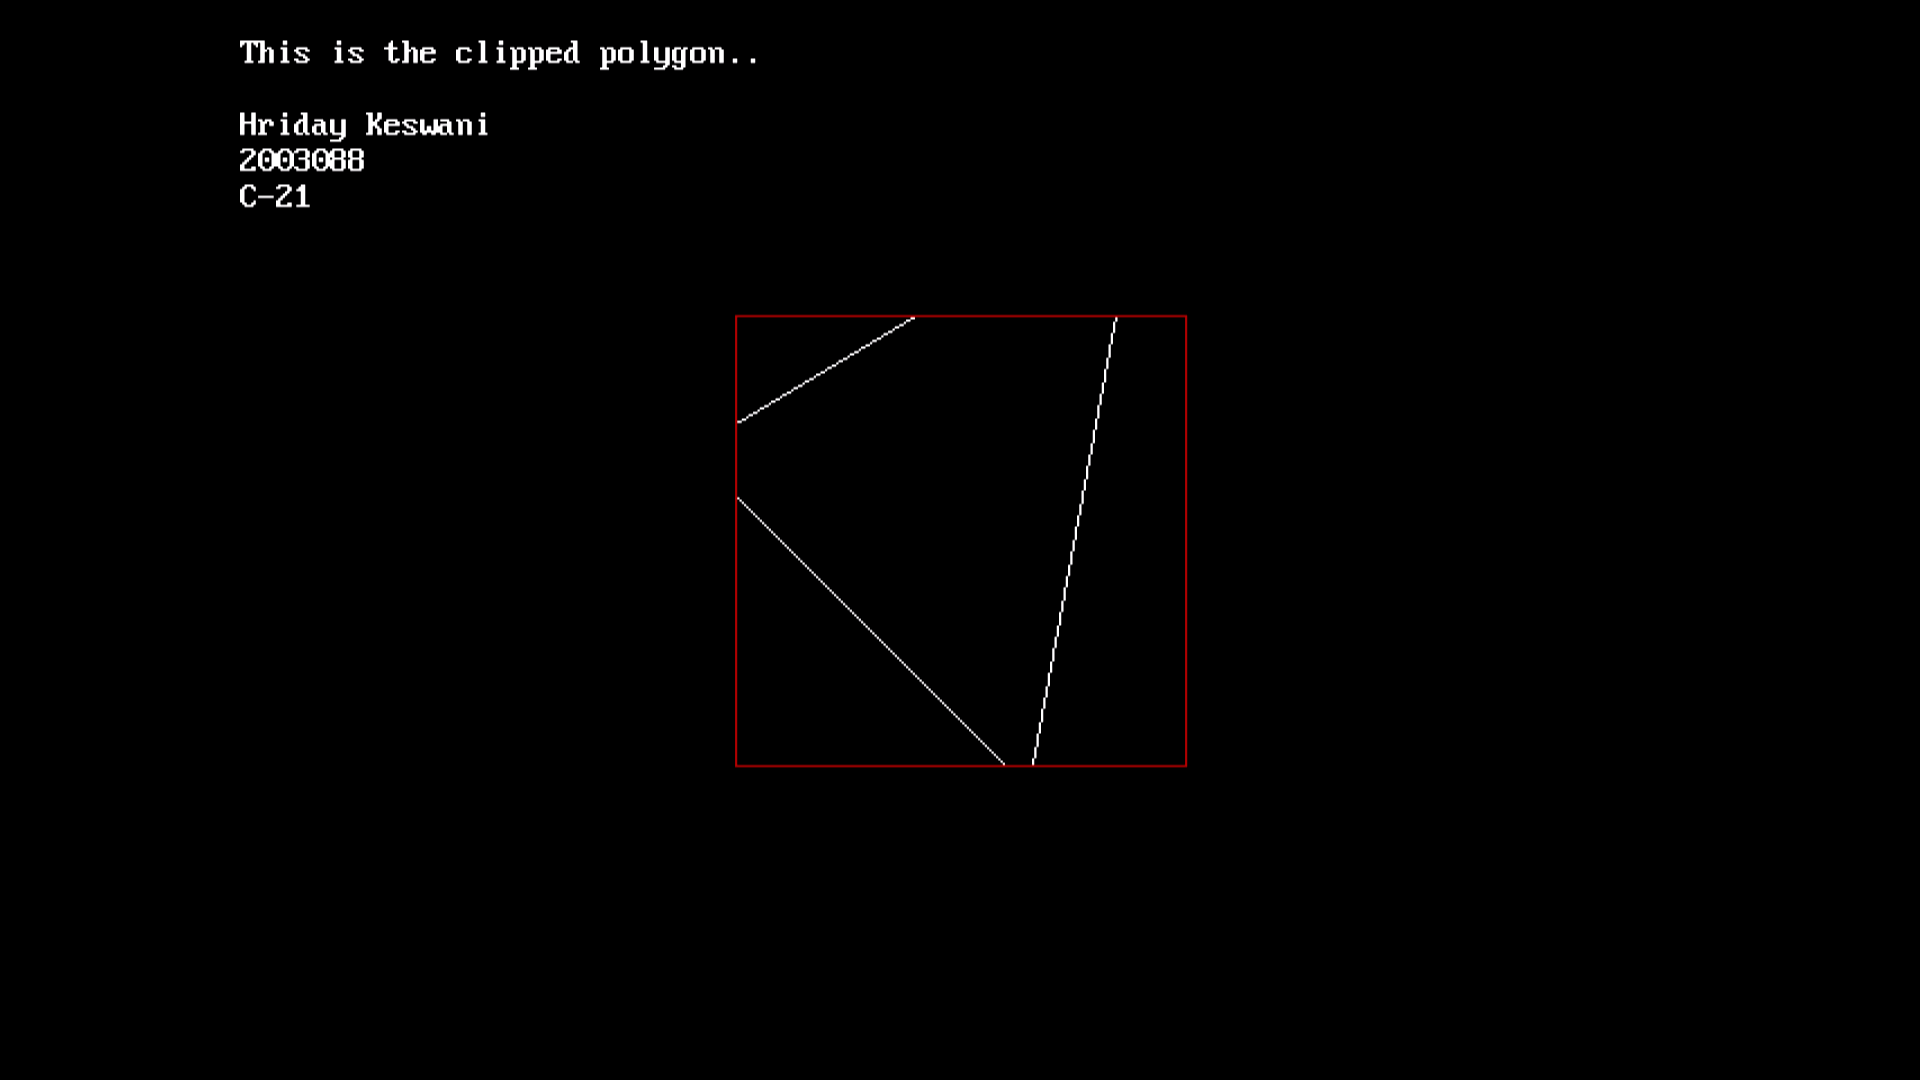 This is the clipped polygon..
Hriday Keswani
2003088
C-21